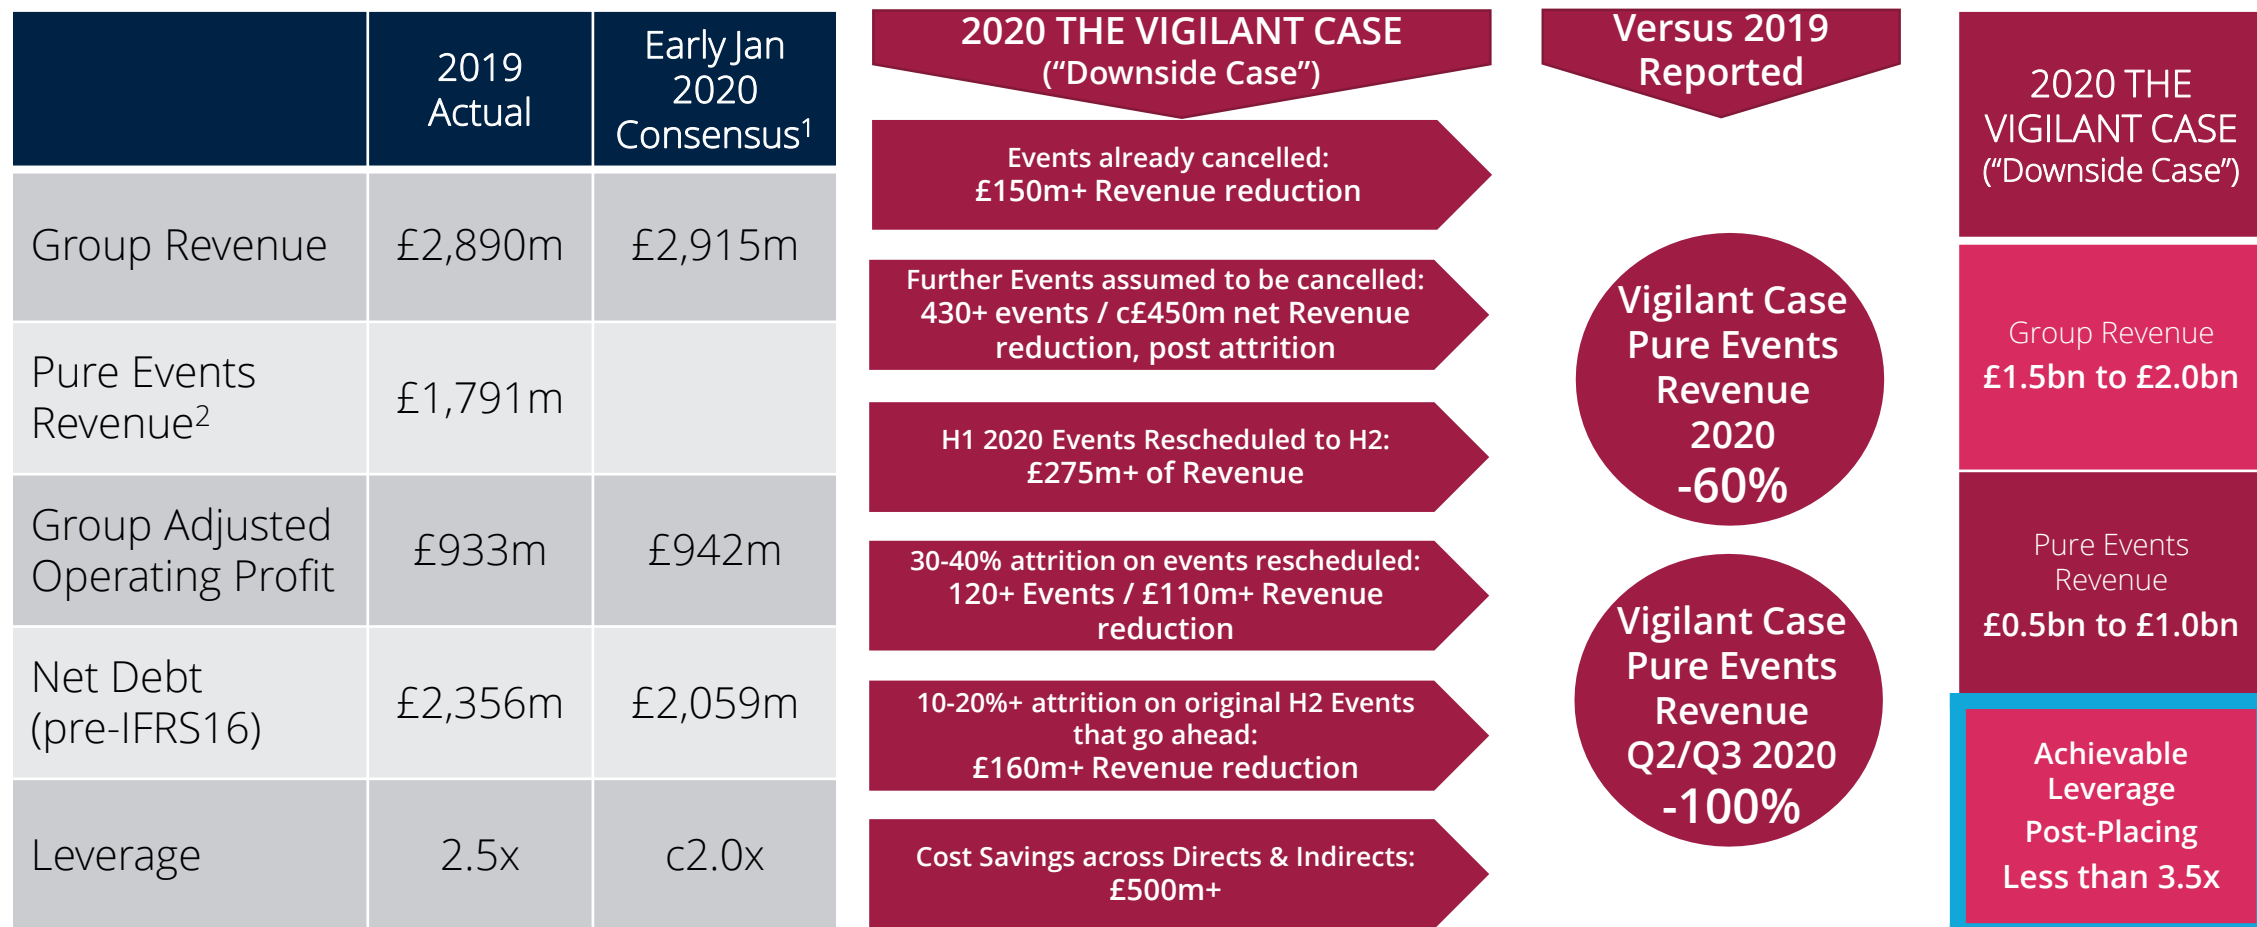 2019
Actual
Early Jan
2020
Consensus1
Group Revenue
£2,890m
£2,915m
Pure Events
Revenue2
£1,791m
Group Adjusted
Operating Profit
£933m
£942m
Net Debt
(pre-IFRS16)
£2,356m
£2,059m
Leverage
2.5x
c2.0x
2020 THE VIGILANT CASE
(“Downside Case”)
Events already cancelled:
£150m+ Revenue reduction
Further Events assumed to be cancelled:
430+ events / c£450m net Revenue
reduction, post attrition
H1 2020 Events Rescheduled to H2:
£275m+ of Revenue
30-40% attrition on events rescheduled:
120+ Events / £110m+ Revenue
reduction
10-20%+ attrition on original H2 Events
that go ahead:
£160m+ Revenue reduction
Cost Savings across Directs & Indirects:
£500m+
Versus 2019
Reported
Vigilant Case
Pure Events
Revenue
2020
-60%
Vigilant Case
Pure Events
Revenue
Q2/Q3 2020
-100%
2020 THE
VIGILANT CASE
(“Downside Case”)
Group Revenue
£1.5bn to £2.0bn
Pure Events
Revenue
£0.5bn to £1.0bn
Achievable
Leverage
Post-Placing
Less than 3.5x